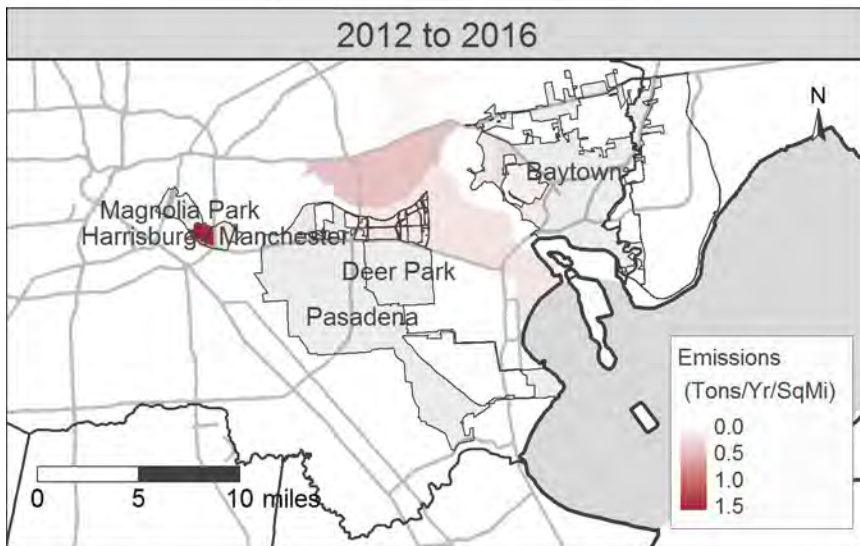 2012 to 2016
N
Baytown
Magnolia Park
Harrisburg / Manchester
Deer Park
Pasadena
Emissions
(Tons/Yr/SqMi)
0.0
0.5
1.0
1.5
0 5 10 miles